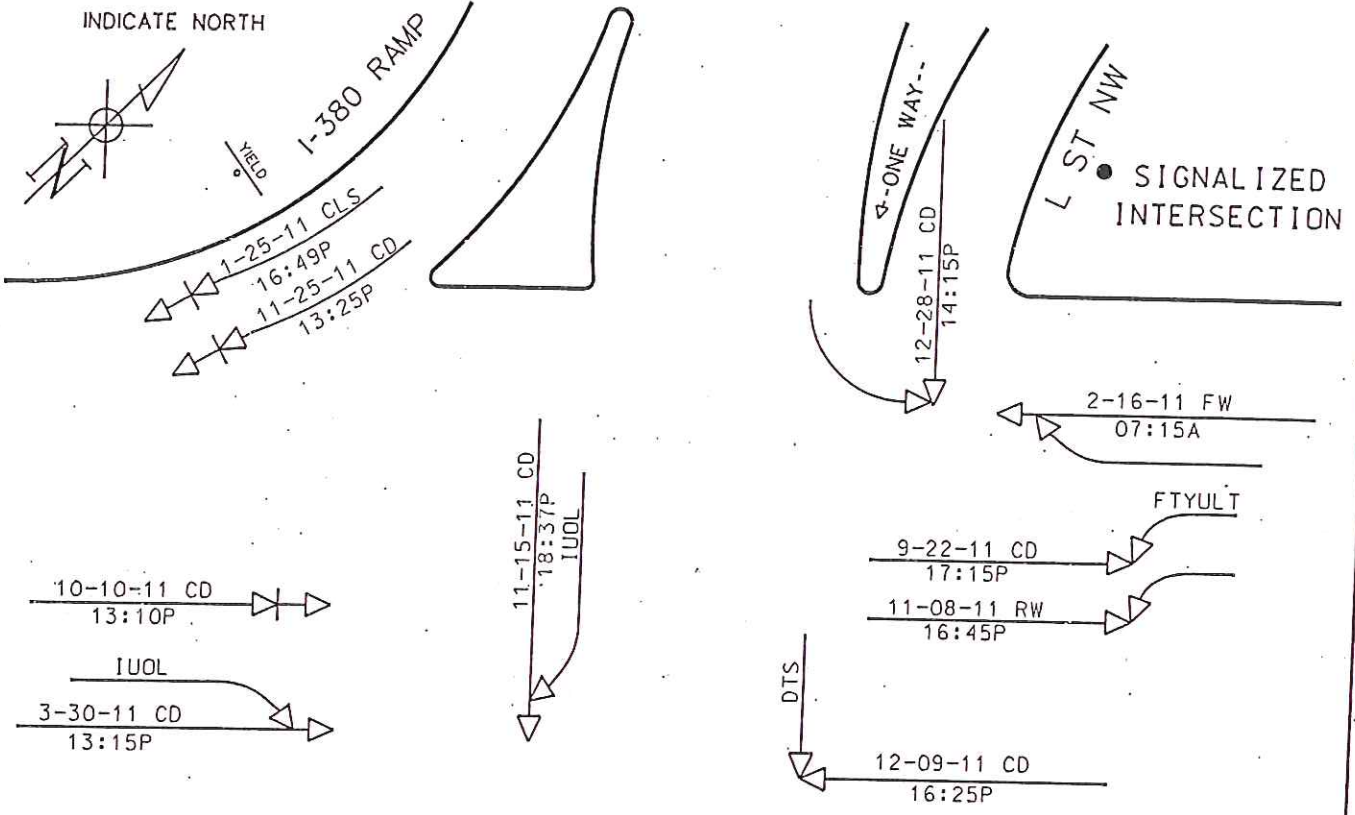 INDICATE NORTH
N
I-380 RAMP
YIELD
<--ONE WAY---
L ST NW
SIGNALIZED
INTERSECTION
1-25-11 CLS
16:49P
11-25-11 CD
13:25P
12-28-11 CD
14:15P
2-16-11 FW
07:15A
11-15-11 CD
18:37P
IUOL
FTYULT
9-22-11 CD
17:15P
10-10-11 CD
13:10P
11-08-11 RW
16:45P
IUOL
3-30-11 CD
13:15P
DTS
12-09-11 CD
16:25P